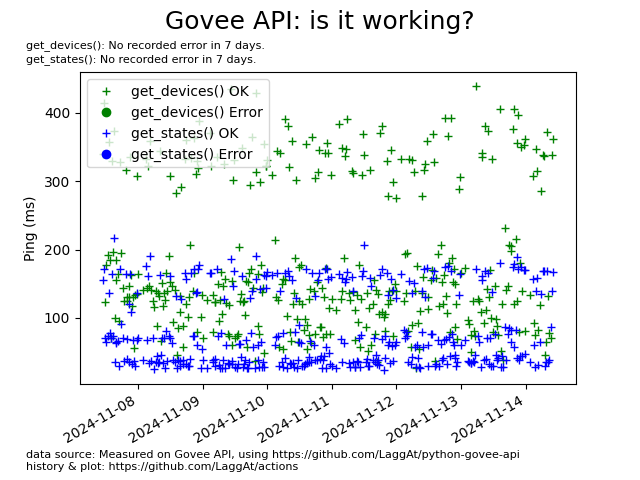 Govee API: is it working?
get_devices(): No recorded error in 7 days.
get_states(): No recorded error in 7 days.
get_devices() OK
get_devices() Error
get_states() OK
get_states() Error
Ping (ms)
400
300
200
100
2024-11-08
2024-11-09
2024-11-10
2024-11-11
2024-11-12
2024-11-13
2024-11-14
data source: Measured on Govee API, using https://github.com/LaggAt/python-govee-api
history & plot: https://github.com/LaggAt/actions